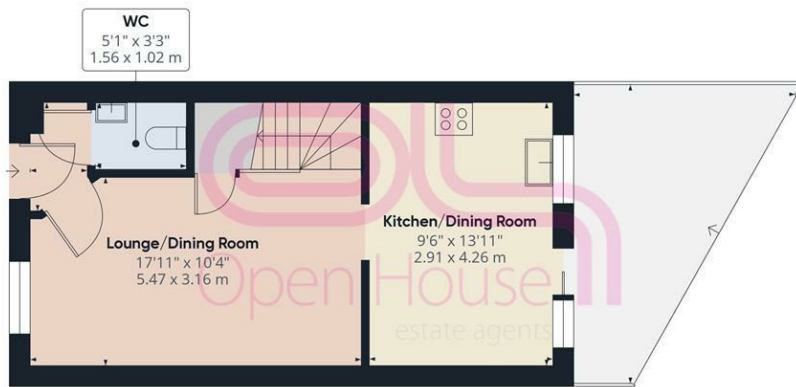 WC
5'1" x 3'3"
1.56 x 1.02 m
Lounge/Dining Room
17'11" x 10'4"
5.47 x 3.16 m
Kitchen/Dining Room
9'6" x 13'11"
2.91 x 4.26 m
Open House
estate agents